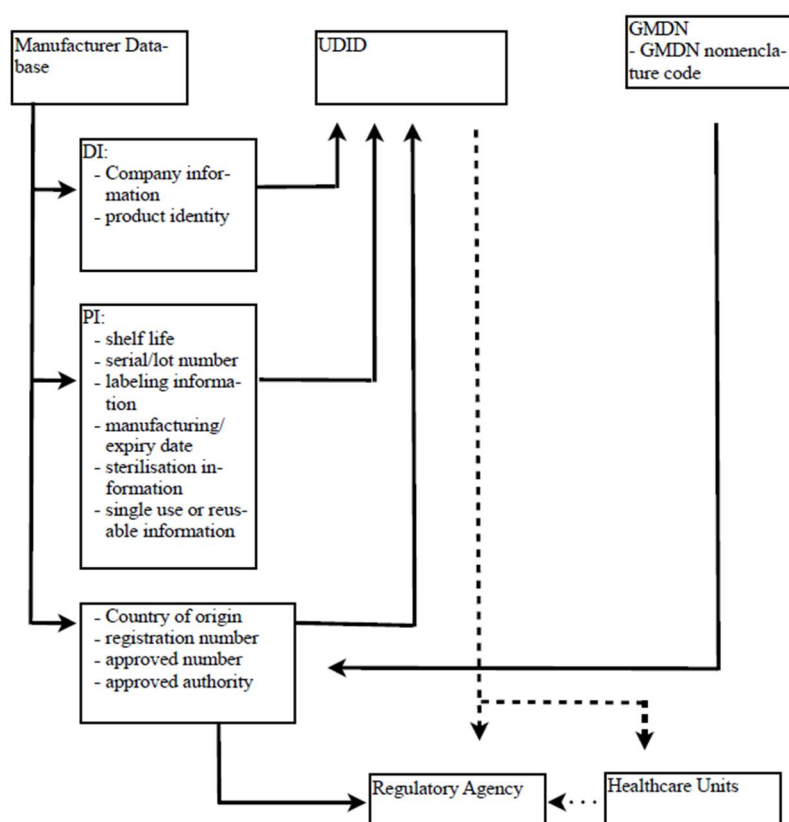 Manufacturer Data-
base
UDID
GMDN
- GMDN nomencla-
ture code
DI:
- Company infor-
mation
- product identity
PI:
- shelf life
- serial/lot number
- labeling informa-
tion
- manufacturing/
expiry date
- sterilisation in-
formation
- single use or reus-
able information
- Country of origin
- registration number
- approved number
- approved authority
Regulatory Agency
Healthcare Units